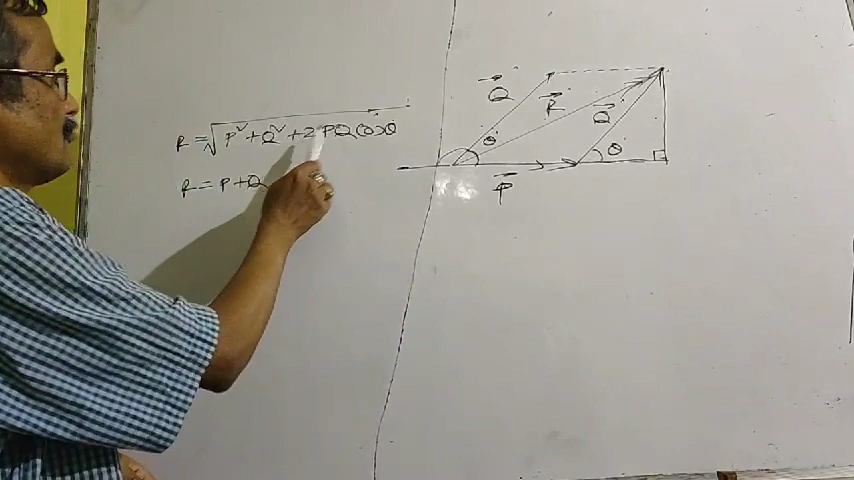 R = √P² + Q² + 2PQ Cosθ
R = P + Q
Q⃗
R⃗
Q⃗
θ
θ
P⃗